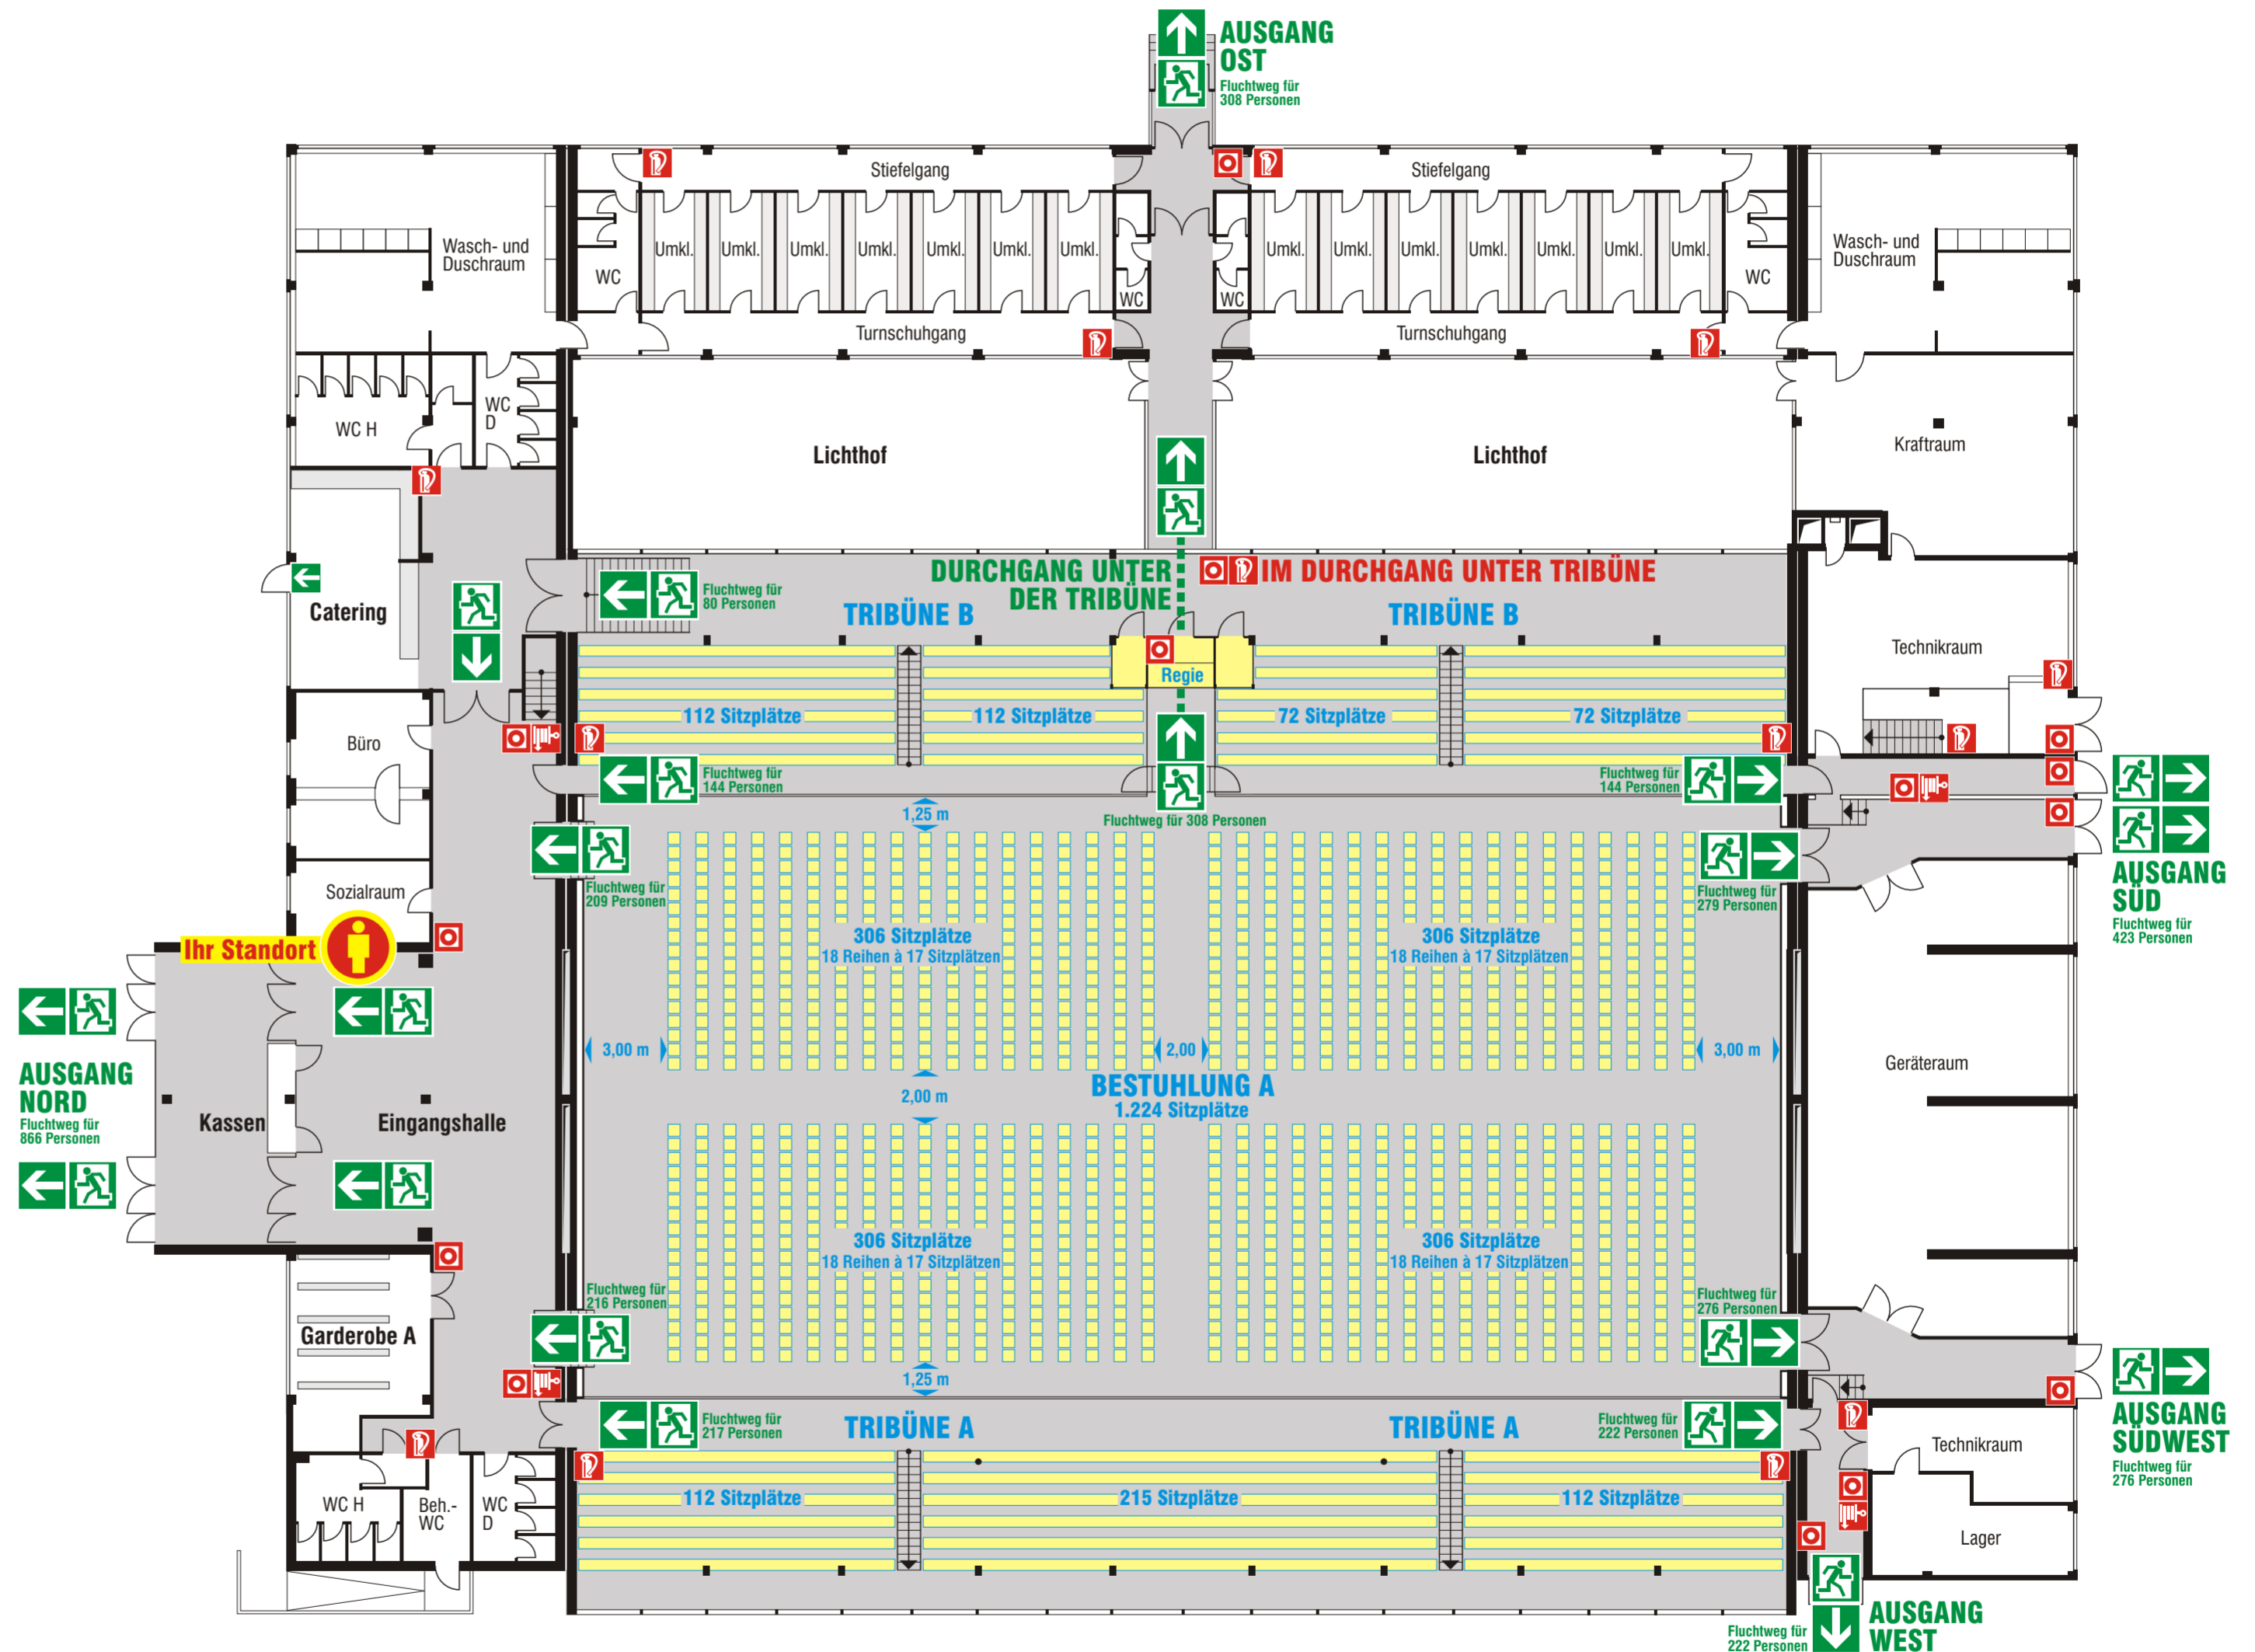 AUSGANG
OST
Fluchtweg für
308 Personen
Stiefelgang
Stiefelgang
Wasch- und
Duschraum
WC
Umkl.
Umkl.
Umkl.
Umkl.
Umkl.
Umkl.
Umkl.
WC
WC
Umkl.
Umkl.
Umkl.
Umkl.
Umkl.
Umkl.
Umkl.
WC
Wasch- und
Duschraum
Turnschuhgang
Turnschuhgang
WC H
WC
D
Lichthof
Lichthof
Kraftraum
Catering
Fluchtweg für
80 Personen
DURCHGANG UNTER
DER TRIBÜNE
IM DURCHGANG UNTER TRIBÜNE
TRIBÜNE B
TRIBÜNE B
Technikraum
Regie
112 Sitzplätze
112 Sitzplätze
72 Sitzplätze
72 Sitzplätze
Büro
Fluchtweg für
144 Personen
Fluchtweg für
144 Personen
1,25 m
Fluchtweg für 308 Personen
Fluchtweg für
209 Personen
Fluchtweg für
279 Personen
AUSGANG
SÜD
Fluchtweg für
423 Personen
Sozialraum
Ihr Standort
306 Sitzplätze
18 Reihen à 17 Sitzplätzen
306 Sitzplätze
18 Reihen à 17 Sitzplätzen
3,00 m
2,00
3,00 m
Geräteraum
AUSGANG
NORD
Fluchtweg für
866 Personen
Kassen
Eingangshalle
2,00 m
BESTUHLUNG A
1.224 Sitzplätze
306 Sitzplätze
18 Reihen à 17 Sitzplätzen
306 Sitzplätze
18 Reihen à 17 Sitzplätzen
Fluchtweg für
216 Personen
Fluchtweg für
276 Personen
Garderobe A
1,25 m
AUSGANG
SÜDWEST
Fluchtweg für
276 Personen
Fluchtweg für
217 Personen
TRIBÜNE A
TRIBÜNE A
Fluchtweg für
222 Personen
Technikraum
112 Sitzplätze
215 Sitzplätze
112 Sitzplätze
WC H
Beh.-
WC
WC
D
Lager
AUSGANG
WEST
Fluchtweg für
222 Personen